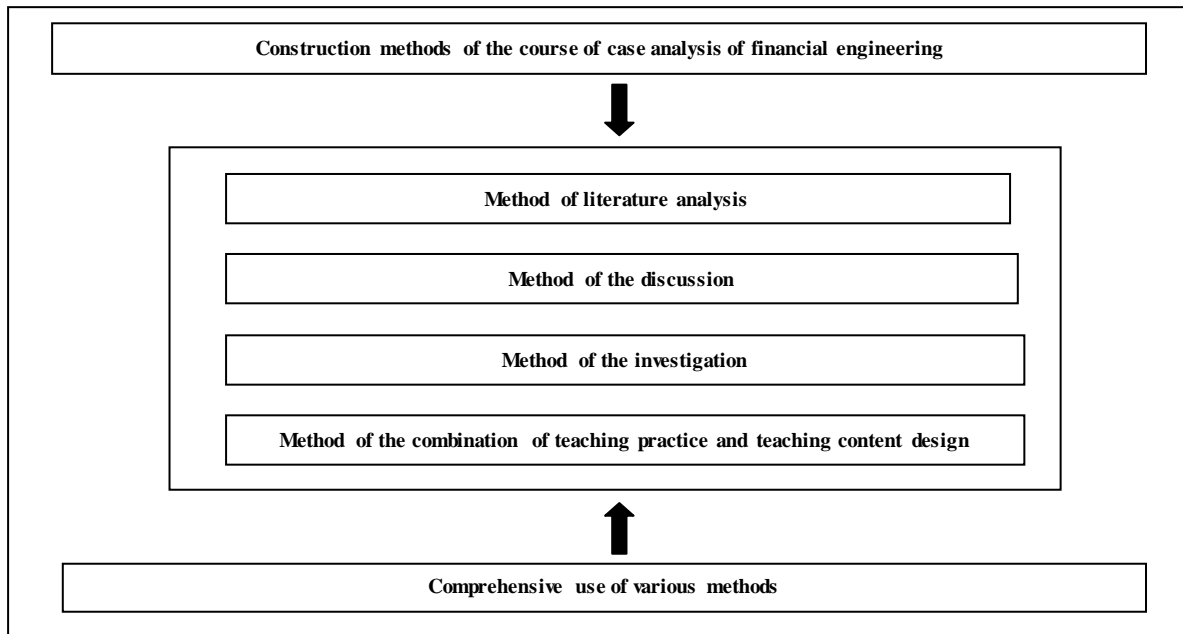 Construction methods of the course of case analysis of financial engineering
Method of literature analysis
Method of the discussion
Method of the investigation
Method of the combination of teaching practice and teaching content design
Comprehensive use of various methods